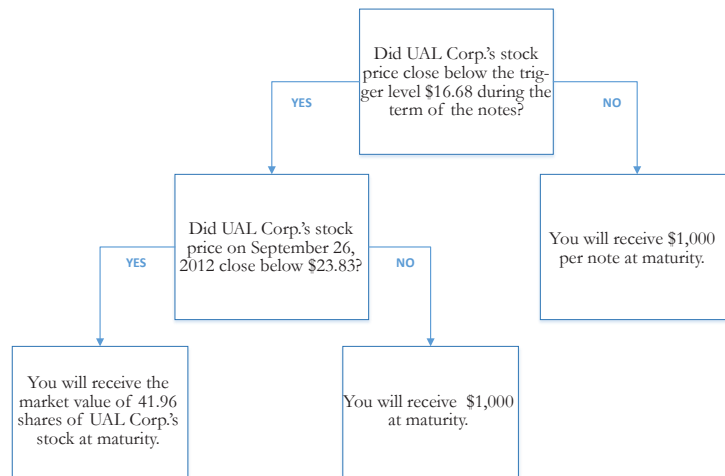 Did UAL Corp.'s stock
price close below the trig-
ger level $16.68 during the
term of the notes?
YES
NO
Did UAL Corp.'s stock
price on September 26,
2012 close below $23.83?
You will receive $1,000
per note at maturity.
YES
NO
You will receive the
market value of 41.96
shares of UAL Corp.'s
stock at maturity.
You will receive $1,000
at maturity.